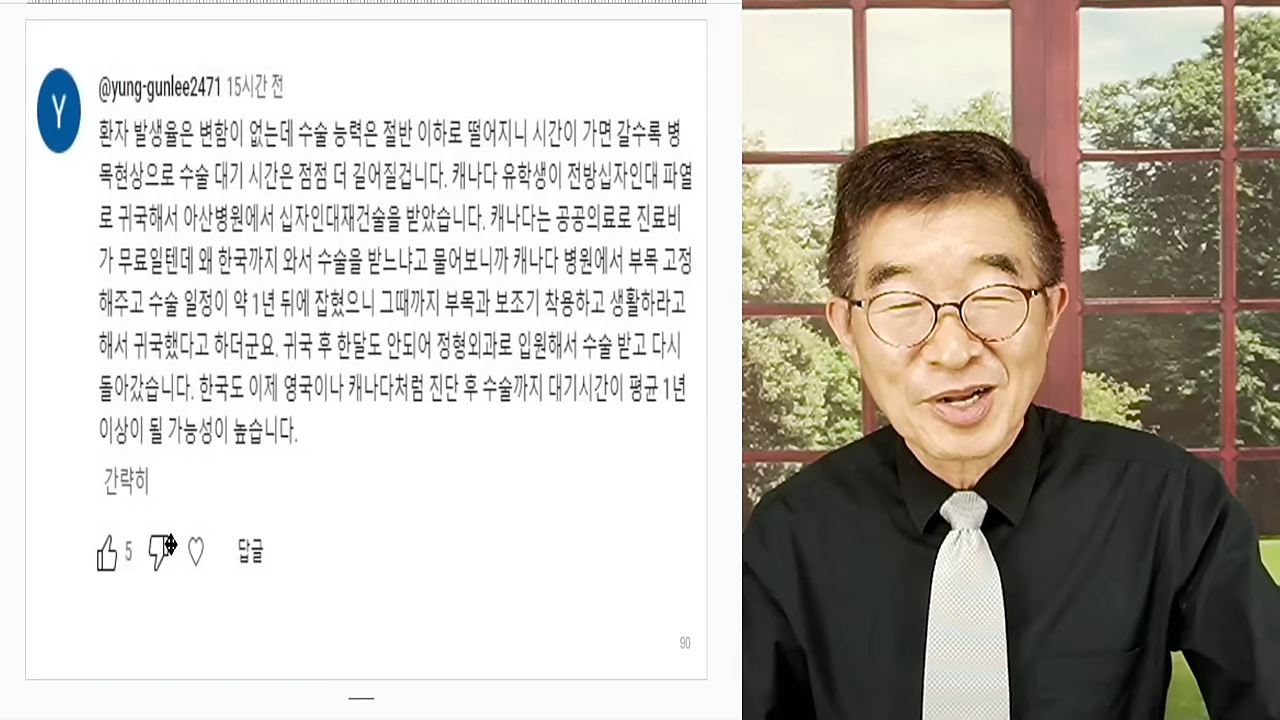 Y
@yung-gunlee2471 15시간 전
환자 발생율은 변함이 없는데 수술 능력은 절반 이하로 떨어지니 시간이 가면 갈수록 병
목현상으로 수술 대기 시간은 점점 더 길어질겁니다. 캐나다 유학생이 전방십자인대 파열
로 귀국해서 아산병원에서 십자인대재건술을 받았습니다. 캐나다는 공공의료로 진료비
가 무료일텐데 왜 한국까지 와서 수술을 받느냐고 물어보니까 캐나다 병원에서 부목 고정
해주고 수술 일정이 약 1년 뒤에 잡혔으니 그때까지 부목과 보조기 착용하고 생활하라고
해서 귀국했다고 하더군요. 귀국 후 한달도 안되어 정형외과로 입원해서 수술 받고 다시
돌아갔습니다. 한국도 이제 영국이나 캐나다처럼 진단 후 수술까지 대기시간이 평균 1년
이상이 될 가능성이 높습니다.
간략히
5 답글
90